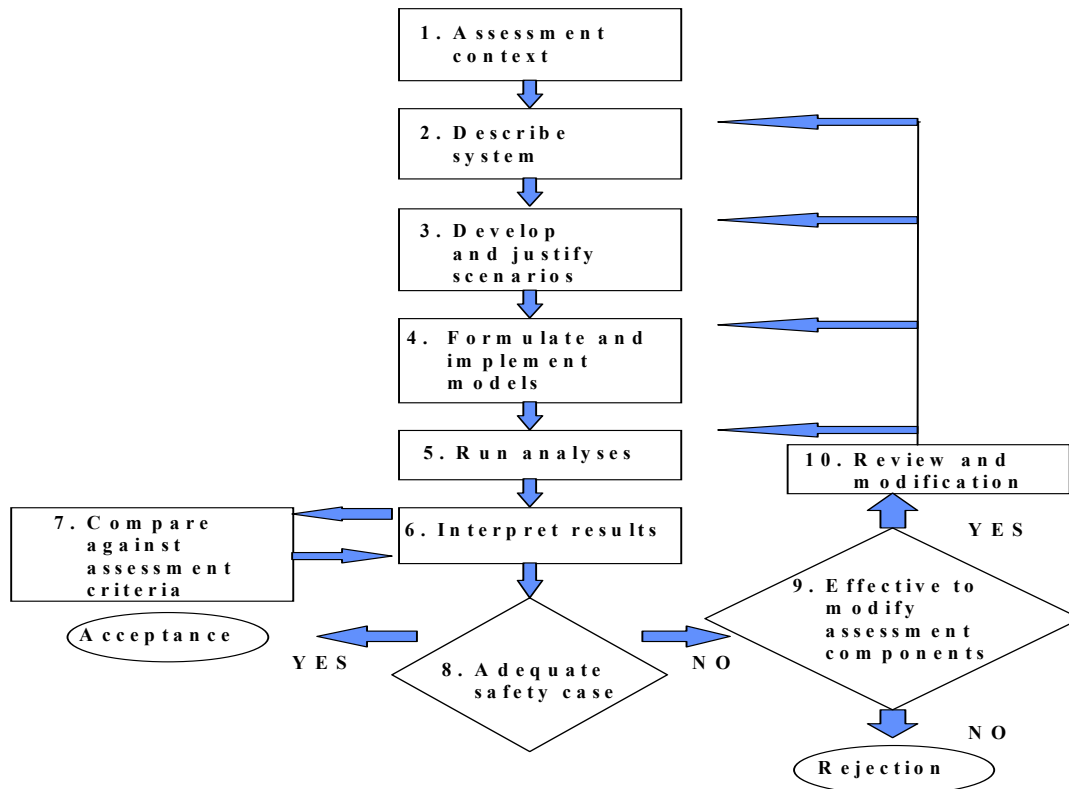 1. Assessment
context
2. Describe
system
3. Develop
and justify
scenarios
4. Formulate and
implement
models
5. Run analyses
10. Review and
modification
7. Compare
against
assessment
criteria
6. Interpret results
YES
9. Effective to
modify
assessment
components
Acceptance
YES
NO
8. Adequate
safety case
NO
Rejection